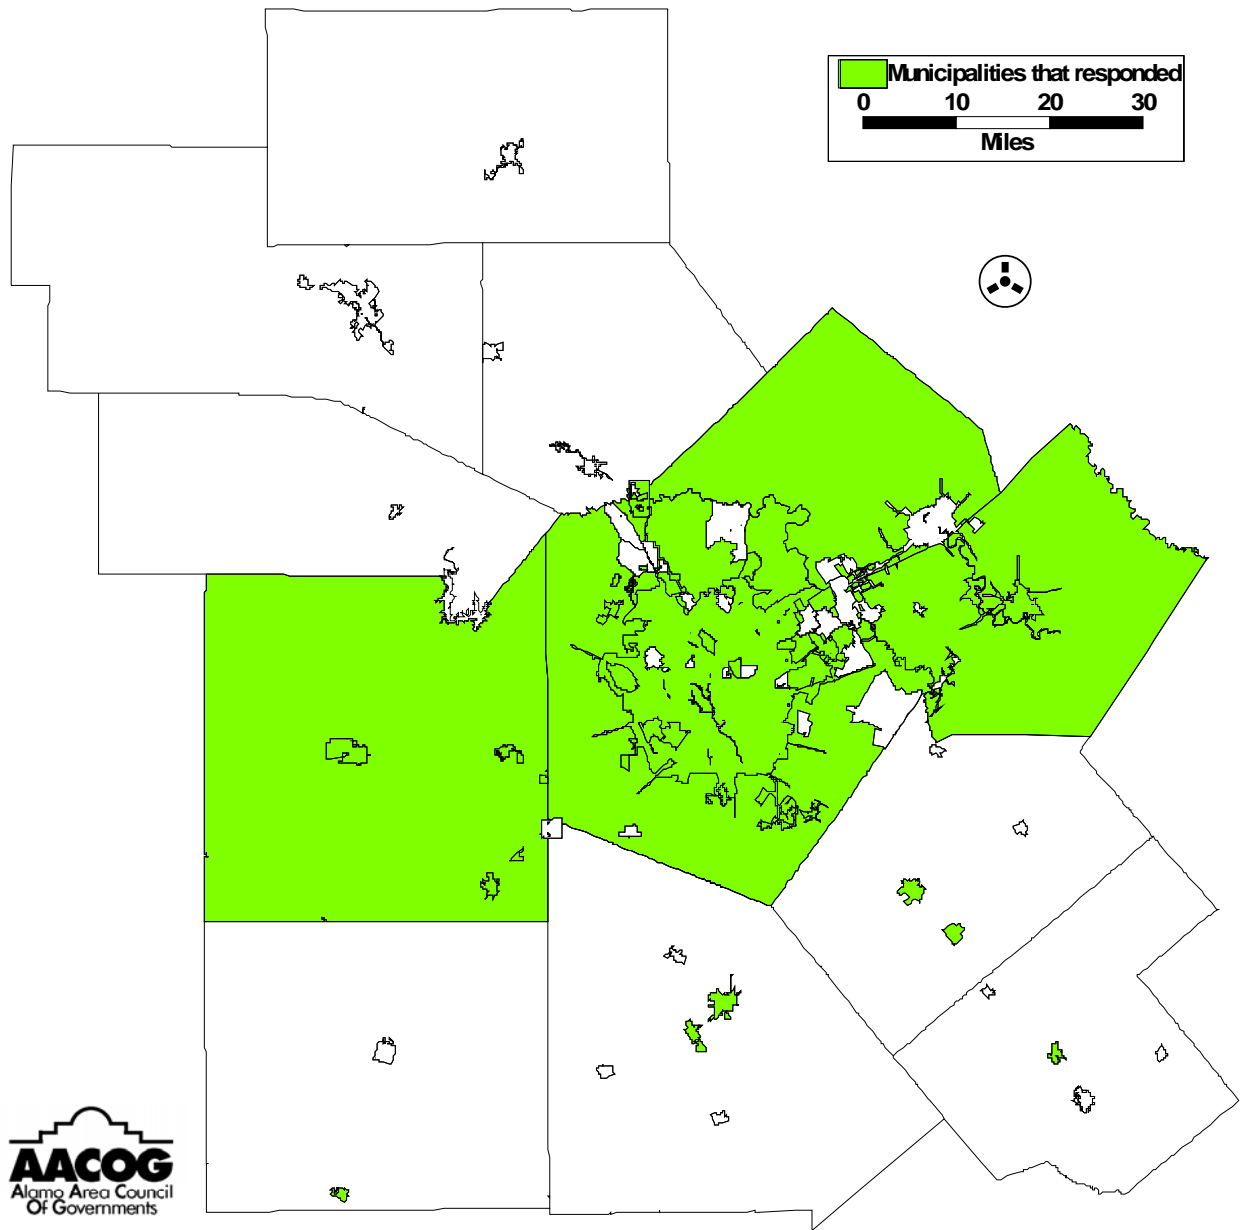 Municipalities that responded
0 10 20 30
Miles
AACOG
Alamo Area Council
Of Governments